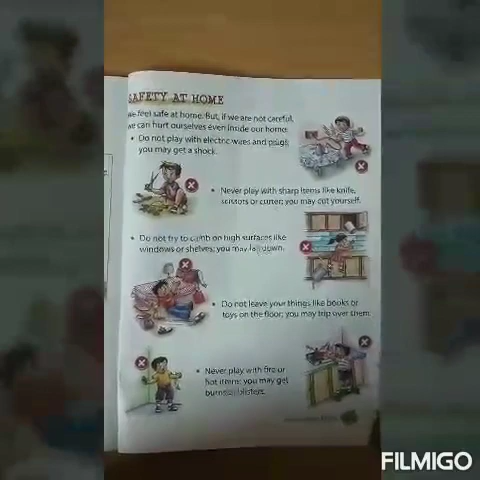 SAFETY AT HOME
We feel safe at home. But, if we are not careful,
we can hurt ourselves even inside our home.
• Do not play with electric wires and plugs;
you may get a shock.
• Never play with sharp items like knife,
scissors or cutter; you may cut yourself.
• Do not try to climb on high surfaces like
windows or shelves; you may fall down.
• Do not leave your things like books or
toys on the floor; you may trip over them.
• Never play with fire or
hot items; you may get
burns or blisters.
FILMIGO